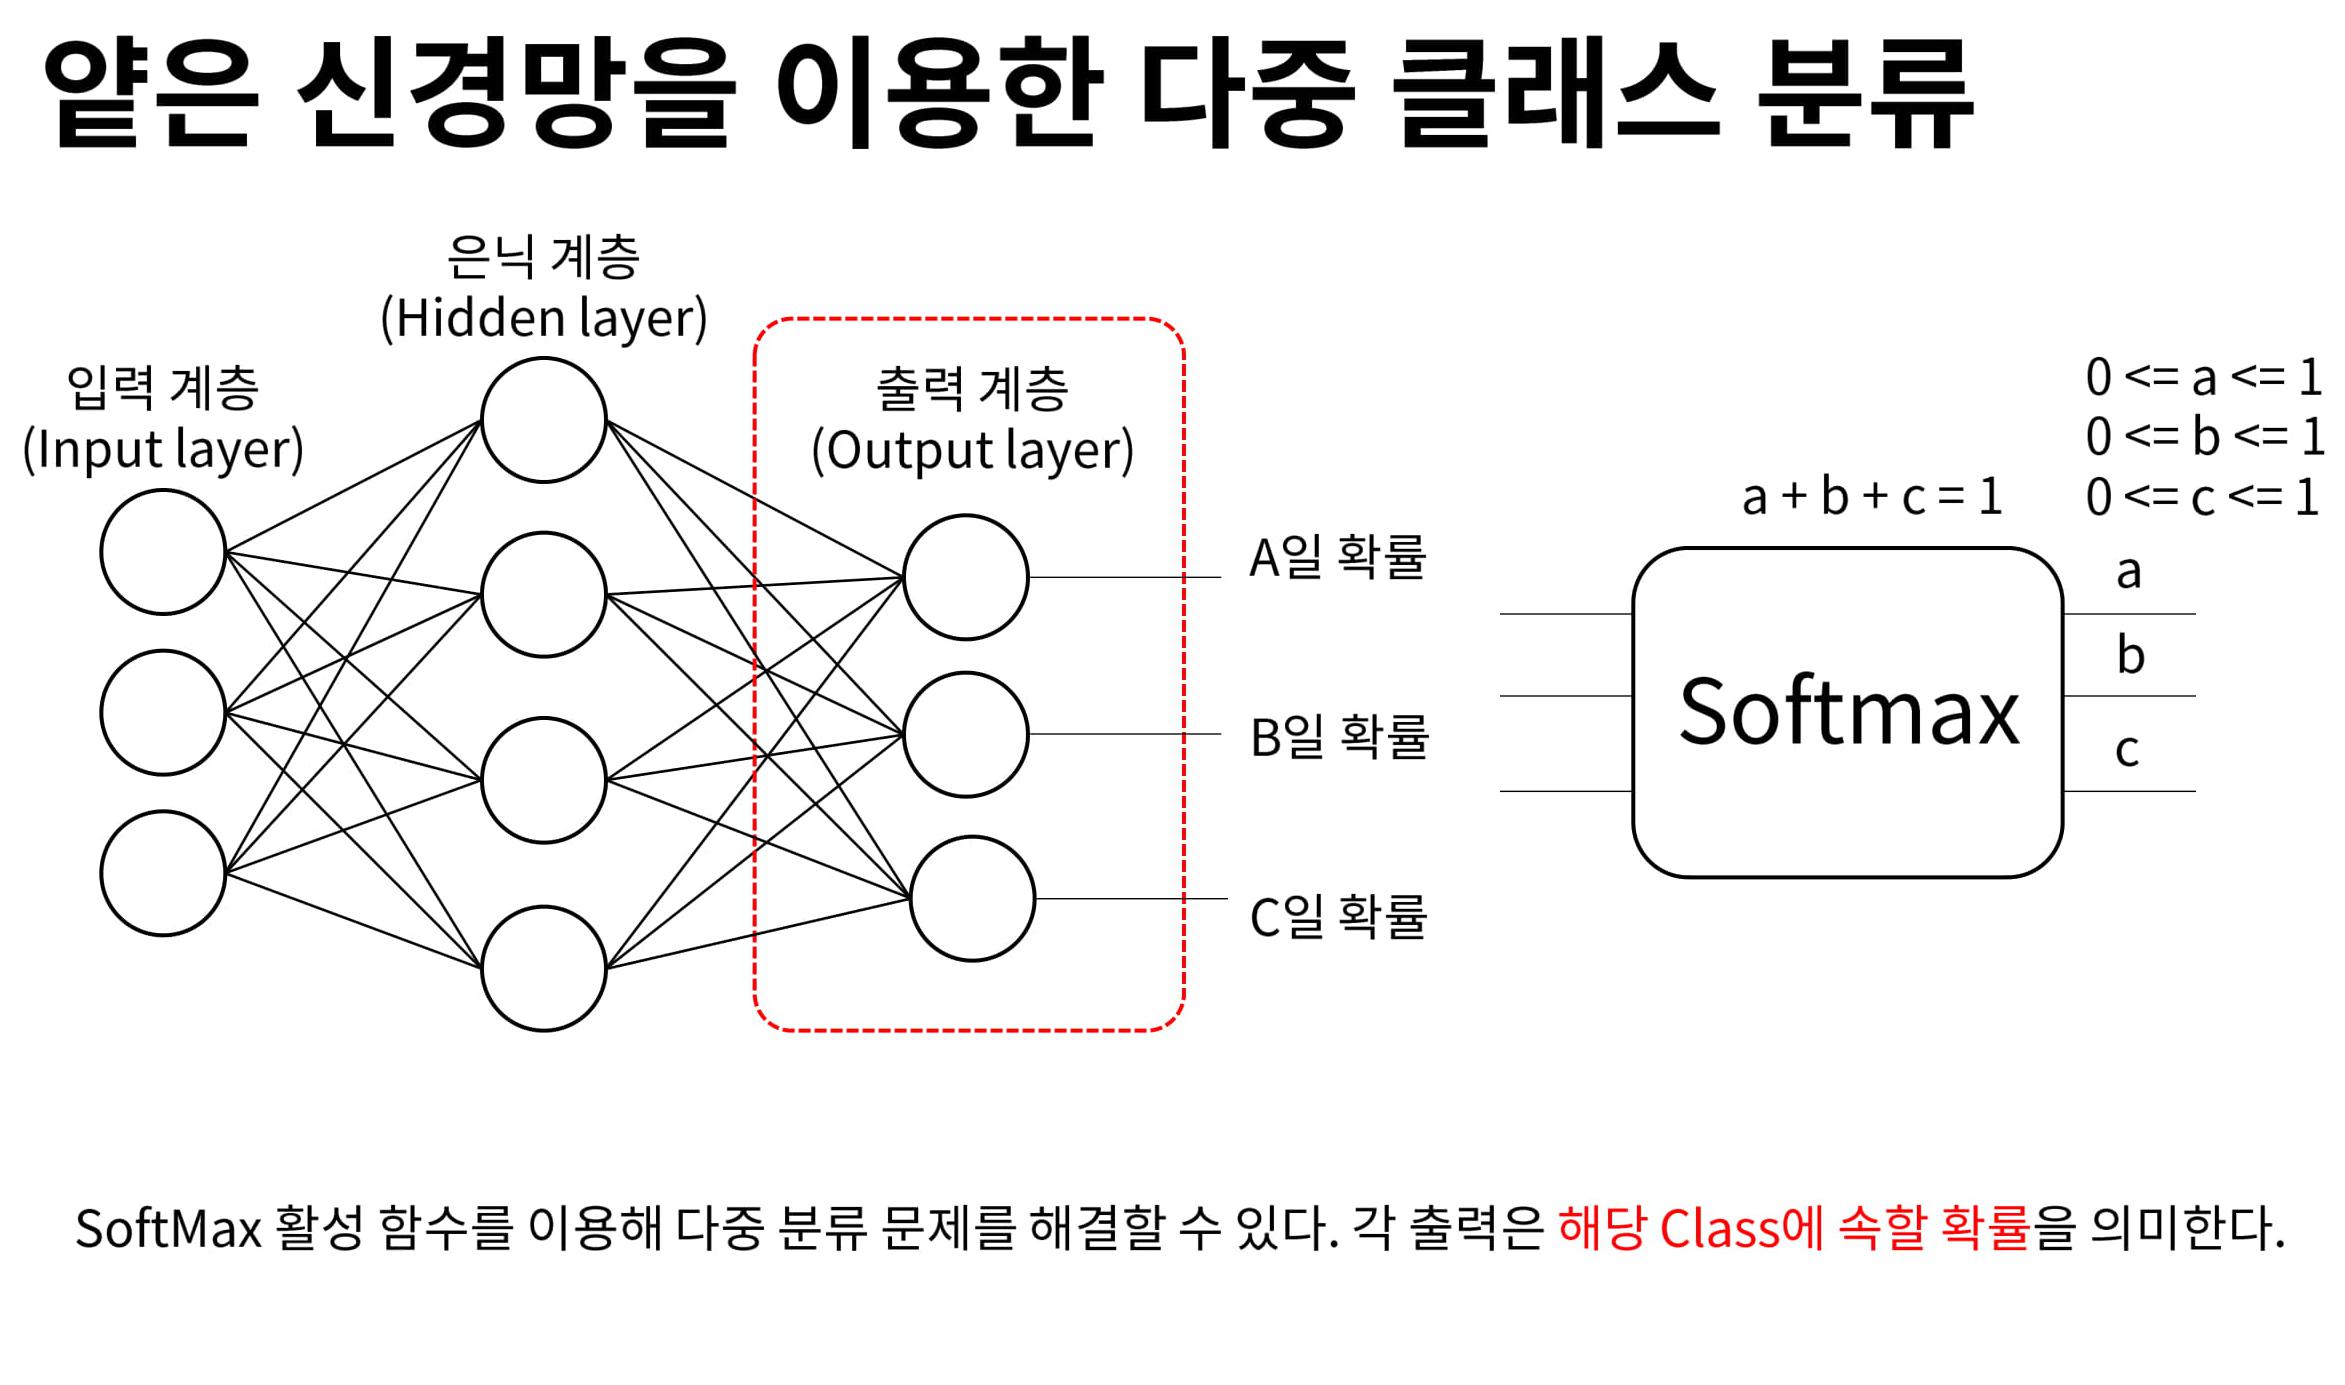 얕은 신경망을 이용한 다중 클래스 분류
은닉 계층
(Hidden layer)
입력 계층
(Input layer)
출력 계층
(Output layer)
A일 확률
B일 확률
C일 확률
a + b + c = 1
0 <= a <= 1
0 <= b <= 1
0 <= c <= 1
Softmax
a
b
c
SoftMax 활성 함수를 이용해 다중 분류 문제를 해결할 수 있다. 각 출력은 해당 Class에 속할 확률을 의미한다.